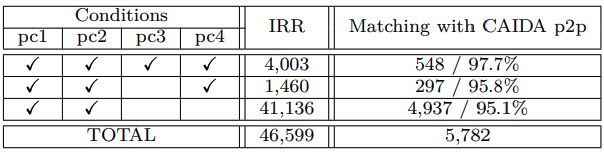 Conditions IRR Matching with CAIDA p2p
pc1 pc2 pc3 pc4
✓ ✓ ✓ ✓ 4,003 548 / 97.7%
✓ ✓ ✓ 1,460 297 / 95.8%
✓ ✓ 41,136 4,937 / 95.1%
TOTAL 46,599 5,782